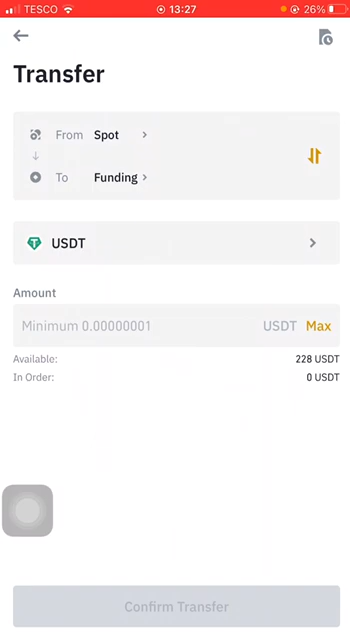 TESCO 13:27 26%
Transfer
From Spot
To Funding
USDT
Amount
Minimum 0.00000001 USDT Max
Available: 228 USDT
In Order: 0 USDT
Confirm Transfer